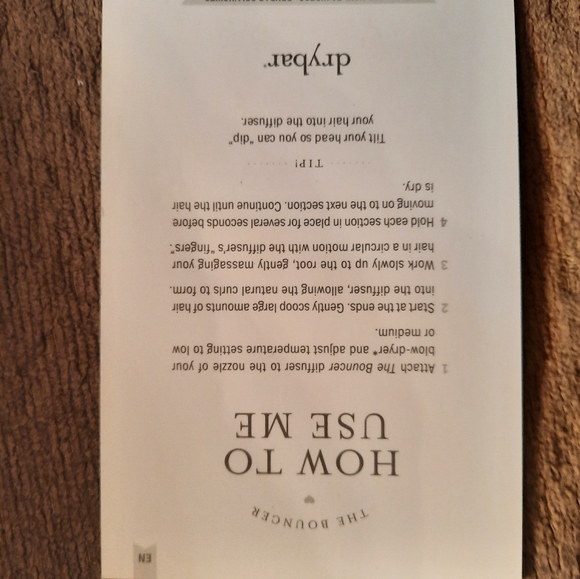 EN
THE BOUNCER
HOW TO
USE ME
1 Attach The Bouncer diffuser to the nozzle of your
blow-dryer* and adjust temperature setting to low
or medium.
2 Start at the ends. Gently scoop large amounts of hair
into the diffuser, allowing the natural curls to form.
3 Work slowly up to the root, gently massaging your
hair in a circular motion with the diffuser's "fingers".
4 Hold each section in place for several seconds before
moving on to the next section. Continue until the hair
is dry.
TIP!
Tilt your head so you can "dip"
your hair into the diffuser.
drybar®